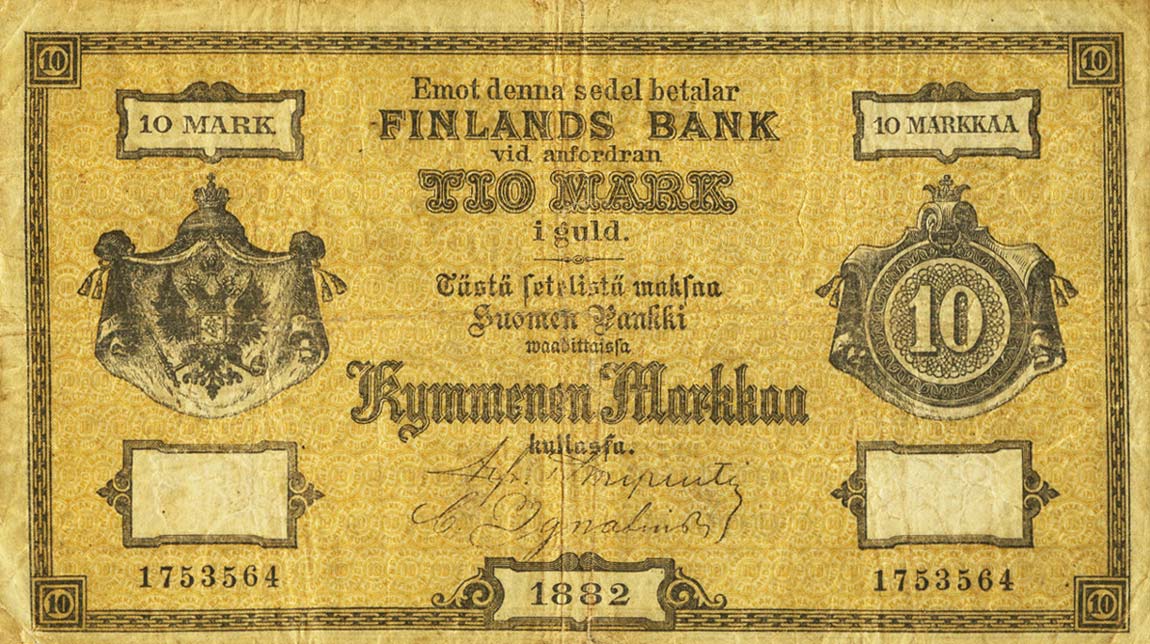 10
10
10 MARK.
Emot denna sedel betalar
FINLANDS BANK
vid anfordran
TIO MARK
i guld.
10 MARKKAA
Tästä setelistä maksaa
Suomen Pankki
waadittaissa
Kymmenen Markkaa
kullassa.
10
1753564
1882
1753564
10
10